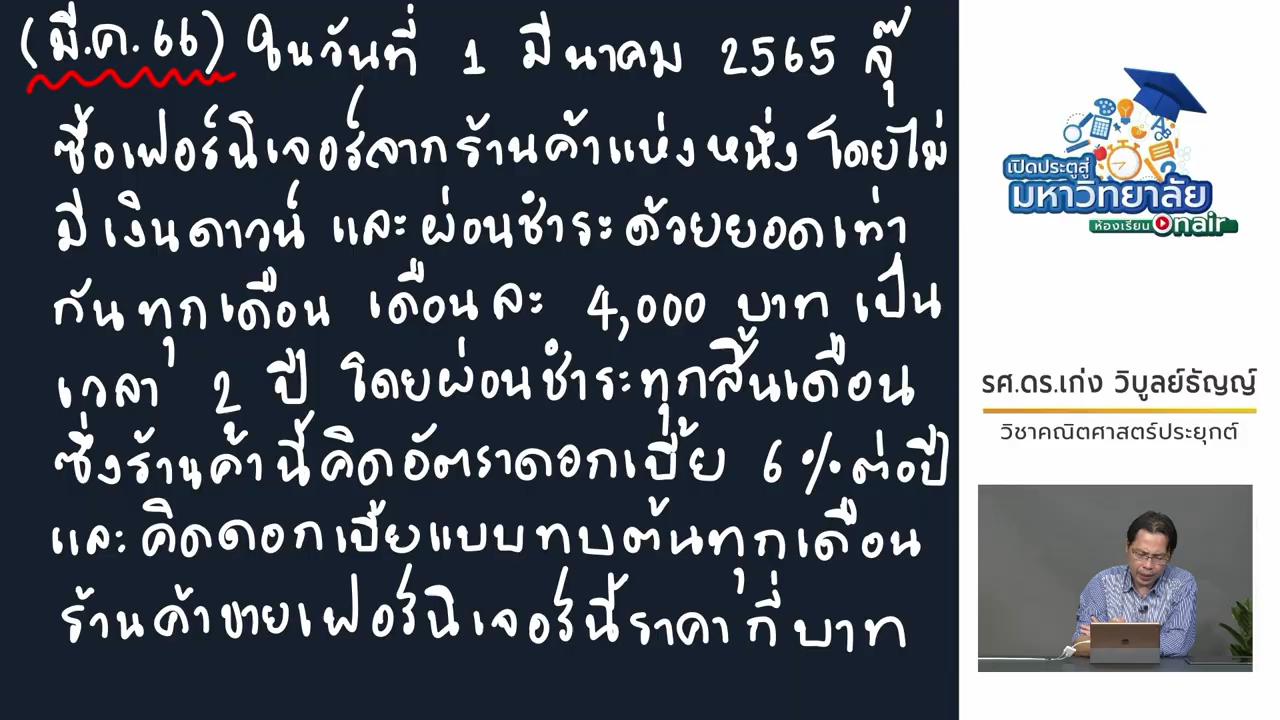 (มี.ค.66) ในวันที่ 1 มีนาคม 2565 จุ๊
ซื้อเฟอร์นิเจอร์จากร้านค้าแห่งหนึ่งโดยไม่
มีเงินดาวน์ และผ่อนชำระด้วยยอดเท่า
กันทุกเดือน เดือนละ 4,000 บาท เป็น
เวลา 2 ปี โดยผ่อนชำระทุกสิ้นเดือน
ซึ่งร้านค้านี้คิดอัตราดอกเบี้ย 6%ต่อปี
และคิดดอกเบี้ยแบบทบต้นทุกเดือน
ร้านค้าขายเฟอร์นิเจอร์นี้ราคากี่บาท
เปิดประตูสู่
มหาวิทยาลัย
ห้องเรียน Onair
รศ.ดร.เก่ง วิบูลย์ธัญญ์
วิชาคณิตศาสตร์ประยุกต์